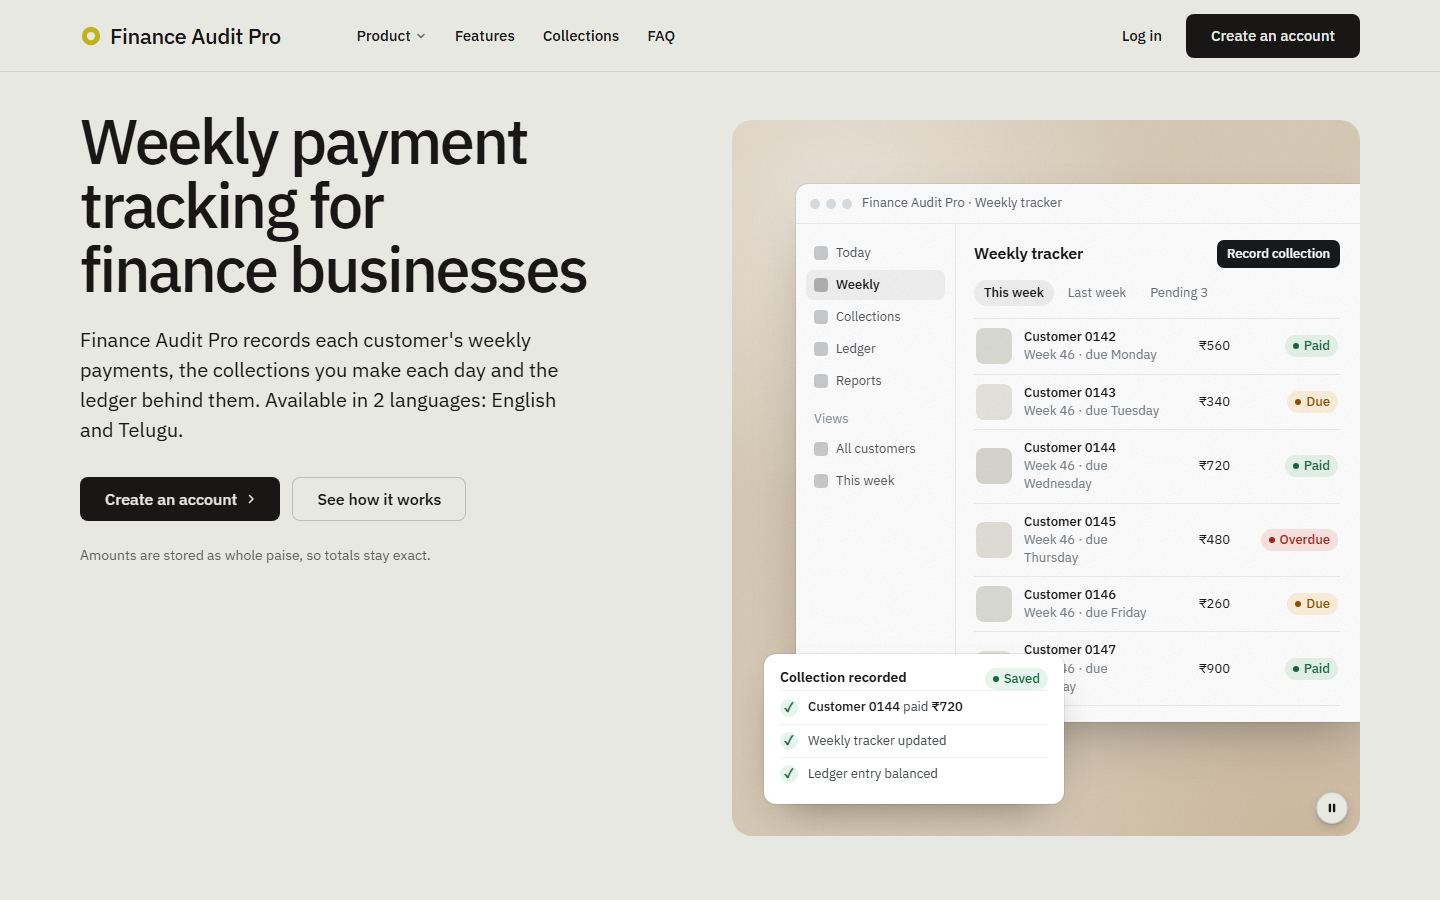 Finance Audit Pro
Product
Features
Collections
FAQ
Log in
Create an account
Weekly payment
tracking for
finance businesses
Finance Audit Pro records each customer's weekly
payments, the collections you make each day and the
ledger behind them. Available in 2 languages: English
and Telugu.
Create an account
See how it works
Amounts are stored as whole paise, so totals stay exact.
Finance Audit Pro · Weekly tracker
Today
Weekly
Collections
Ledger
Reports
Views
All customers
This week
Weekly tracker
Record collection
This week
Last week
Pending 3
Customer 0142
Week 46 · due Monday
₹560
Paid
Customer 0143
Week 46 · due Tuesday
₹340
Due
Customer 0144
Week 46 · due
Wednesday
₹720
Paid
Customer 0145
Week 46 · due
Thursday
₹480
Overdue
Customer 0146
Week 46 · due Friday
₹260
Due
Customer 0147
46 · due
₹900
Paid
Collection recorded
Saved
Customer 0144 paid ₹720
Weekly tracker updated
Ledger entry balanced